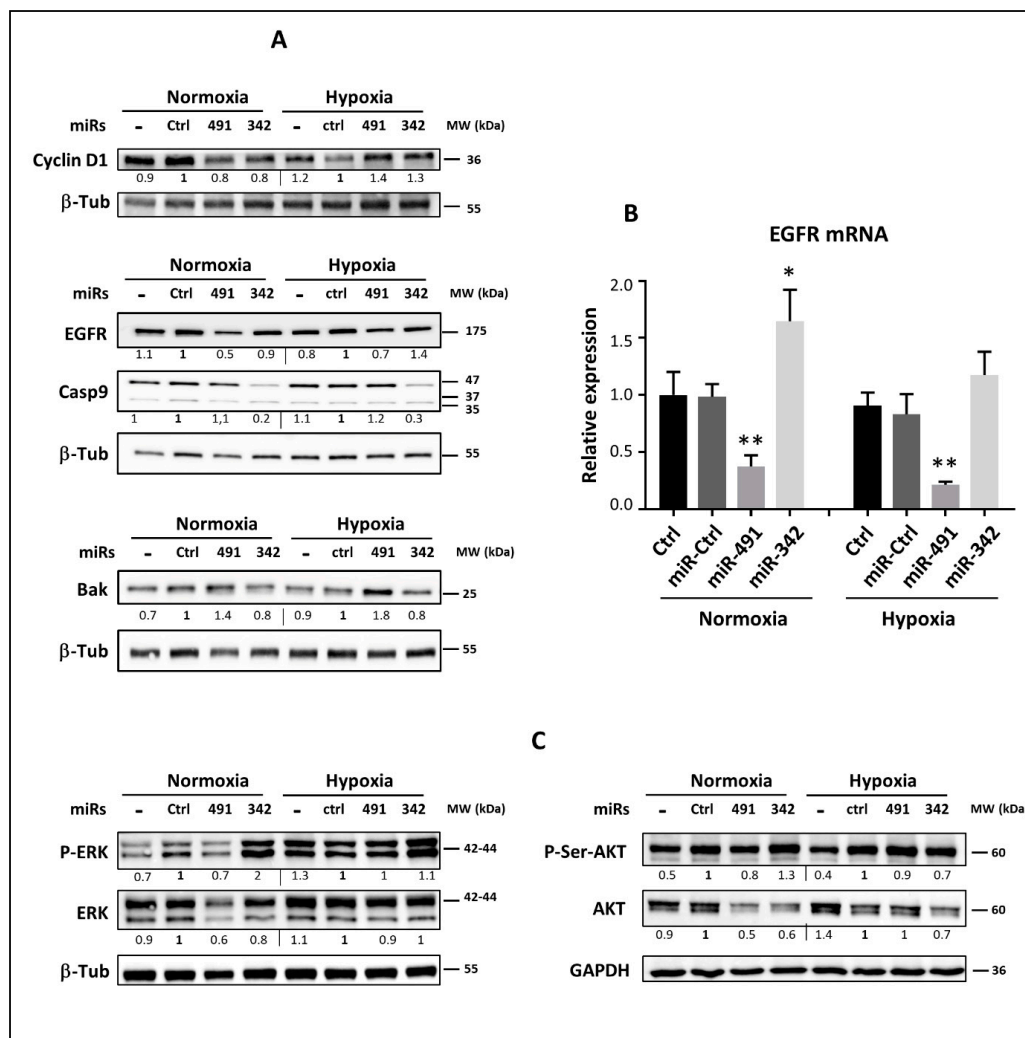 A
Normoxia Hypoxia
miRs - Ctrl 491 342 - ctrl 491 342 MW (kDa)
Cyclin D1 36
0.9 1 0.8 0.8 1.2 1 1.4 1.3
β-Tub 55
Normoxia Hypoxia
miRs - Ctrl 491 342 - ctrl 491 342 MW (kDa)
EGFR 175
1.1 1 0.5 0.9 0.8 1 0.7 1.4
Casp9 47
37
35
1 1 1,1 0.2 1.1 1 1.2 0.3
β-Tub 55
Normoxia Hypoxia
miRs - Ctrl 491 342 - ctrl 491 342 MW (kDa)
Bak 25
0.7 1 1.4 0.8 0.9 1 1.8 0.8
β-Tub 55
B
EGFR mRNA
Relative expression
2.0
1.5
1.0
0.5
0.0
*
**
**
Ctrl miR-Ctrl miR-491 miR-342 Ctrl miR-Ctrl miR-491 miR-342
Normoxia Hypoxia
C
Normoxia Hypoxia
miRs - Ctrl 491 342 - ctrl 491 342 MW (kDa)
P-ERK 42-44
0.7 1 0.7 2 1.3 1 1 1.1
ERK 42-44
0.9 1 0.6 0.8 1.1 1 0.9 1
β-Tub 55
Normoxia Hypoxia
miRs - Ctrl 491 342 - ctrl 491 342 MW (kDa
P-Ser-AKT 60
0.5 1 0.8 1.3 0.4 1 0.9 0.7
AKT 60
0.9 1 0.5 0.6 1.4 1 1 0.7
GAPDH 36